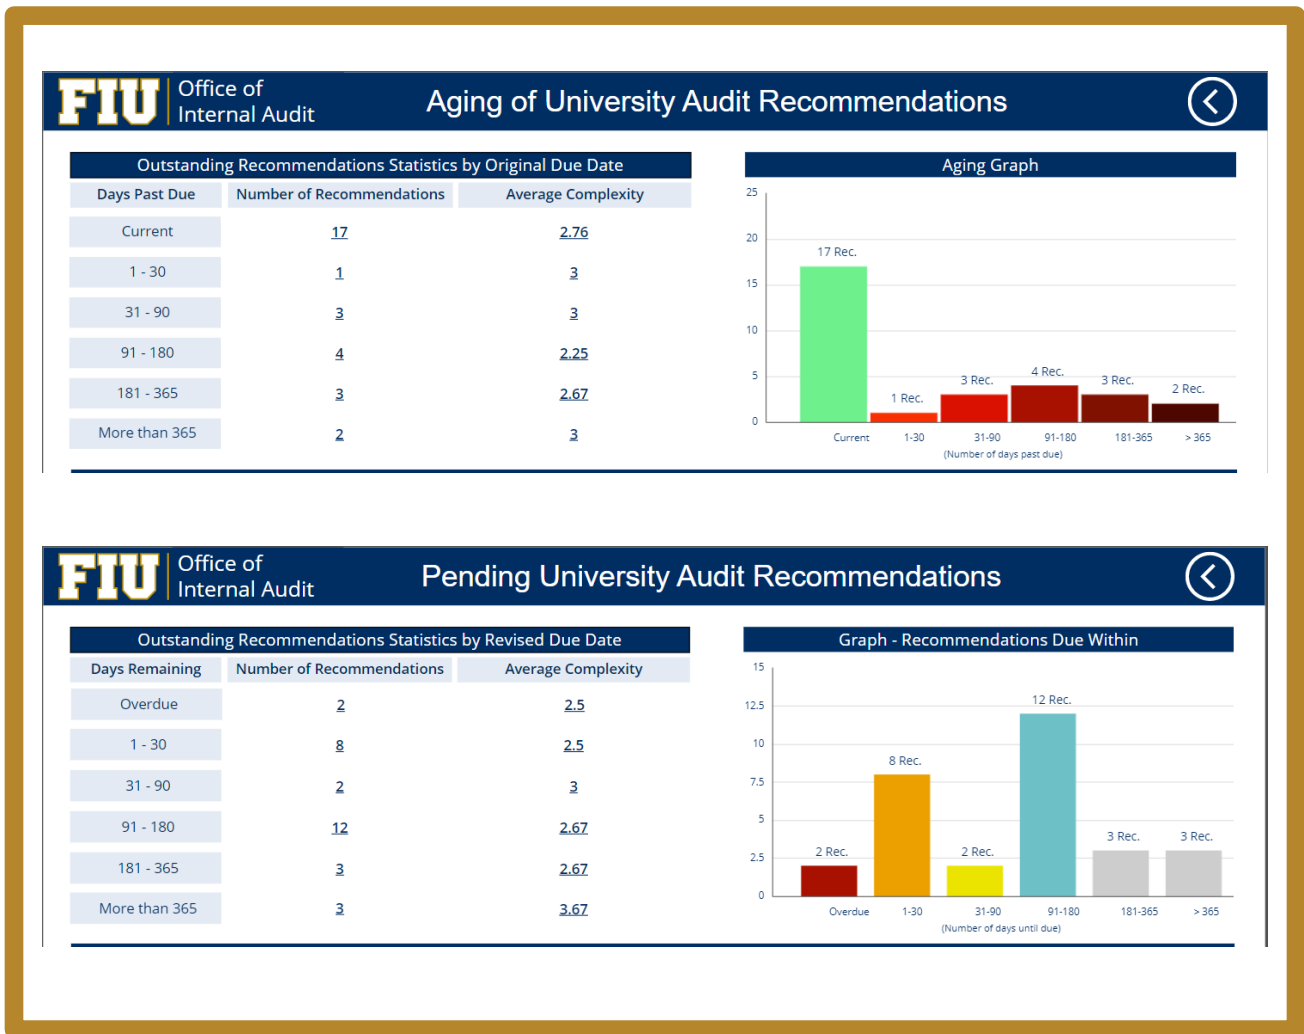 FIU Office of
Internal Audit
Aging of University Audit Recommendations
Outstanding Recommendations Statistics by Original Due Date
Days Past Due Number of Recommendations Average Complexity
Current 17 2.76
1 - 30 1 3
31 - 90 3 3
91 - 180 4 2.25
181 - 365 3 2.67
More than 365 2 3
Aging Graph
25
20
15
10
5
0
17 Rec.
1 Rec.
3 Rec.
4 Rec.
3 Rec.
2 Rec.
Current 1-30 31-90 91-180 181-365 > 365
(Number of days past due)
FIU Office of
Internal Audit
Pending University Audit Recommendations
Outstanding Recommendations Statistics by Revised Due Date
Days Remaining Number of Recommendations Average Complexity
Overdue 2 2.5
1 - 30 8 2.5
31 - 90 2 3
91 - 180 12 2.67
181 - 365 3 2.67
More than 365 3 3.67
Graph - Recommendations Due Within
15
12.5
10
7.5
5
2.5
0
2 Rec.
8 Rec.
2 Rec.
12 Rec.
3 Rec.
3 Rec.
Overdue 1-30 31-90 91-180 181-365 > 365
(Number of days until due)